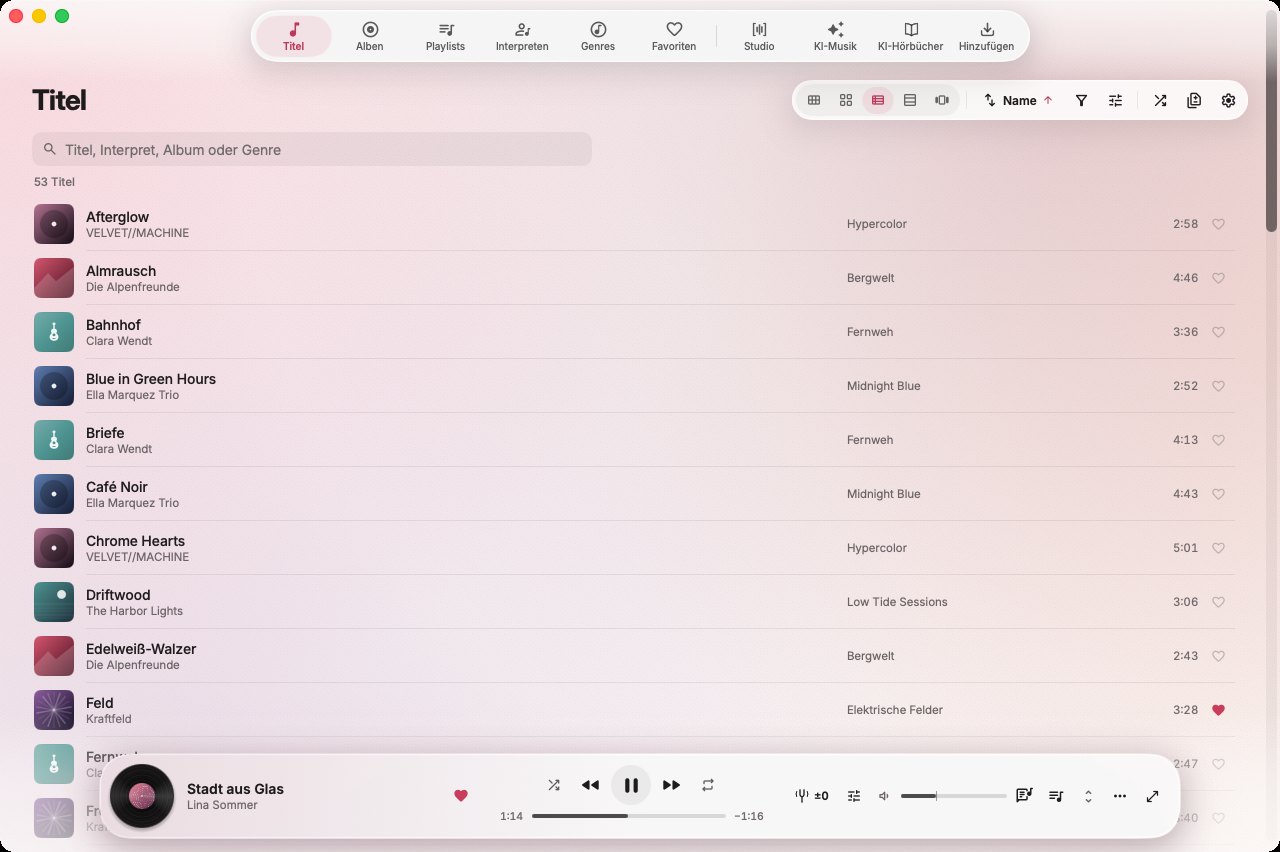 Titel
Alben
Playlists
Interpreten
Genres
Favoriten
Studio
KI-Musik
KI-Hörbücher
Hinzufügen
Titel
Name
Titel, Interpret, Album oder Genre
53 Titel
Afterglow
VELVET//MACHINE
Hypercolor
2:58
Almrausch
Die Alpenfreunde
Bergwelt
4:46
Bahnhof
Clara Wendt
Fernweh
3:36
Blue in Green Hours
Ella Marquez Trio
Midnight Blue
2:52
Briefe
Clara Wendt
Fernweh
4:13
Café Noir
Ella Marquez Trio
Midnight Blue
4:43
Chrome Hearts
VELVET//MACHINE
Hypercolor
5:01
Driftwood
The Harbor Lights
Low Tide Sessions
3:06
Edelweiß-Walzer
Die Alpenfreunde
Bergwelt
2:43
Feld
Kraftfeld
Elektrische Felder
3:28
2:47
Stadt aus Glas
Lina Sommer
1:14
−1:16
±0